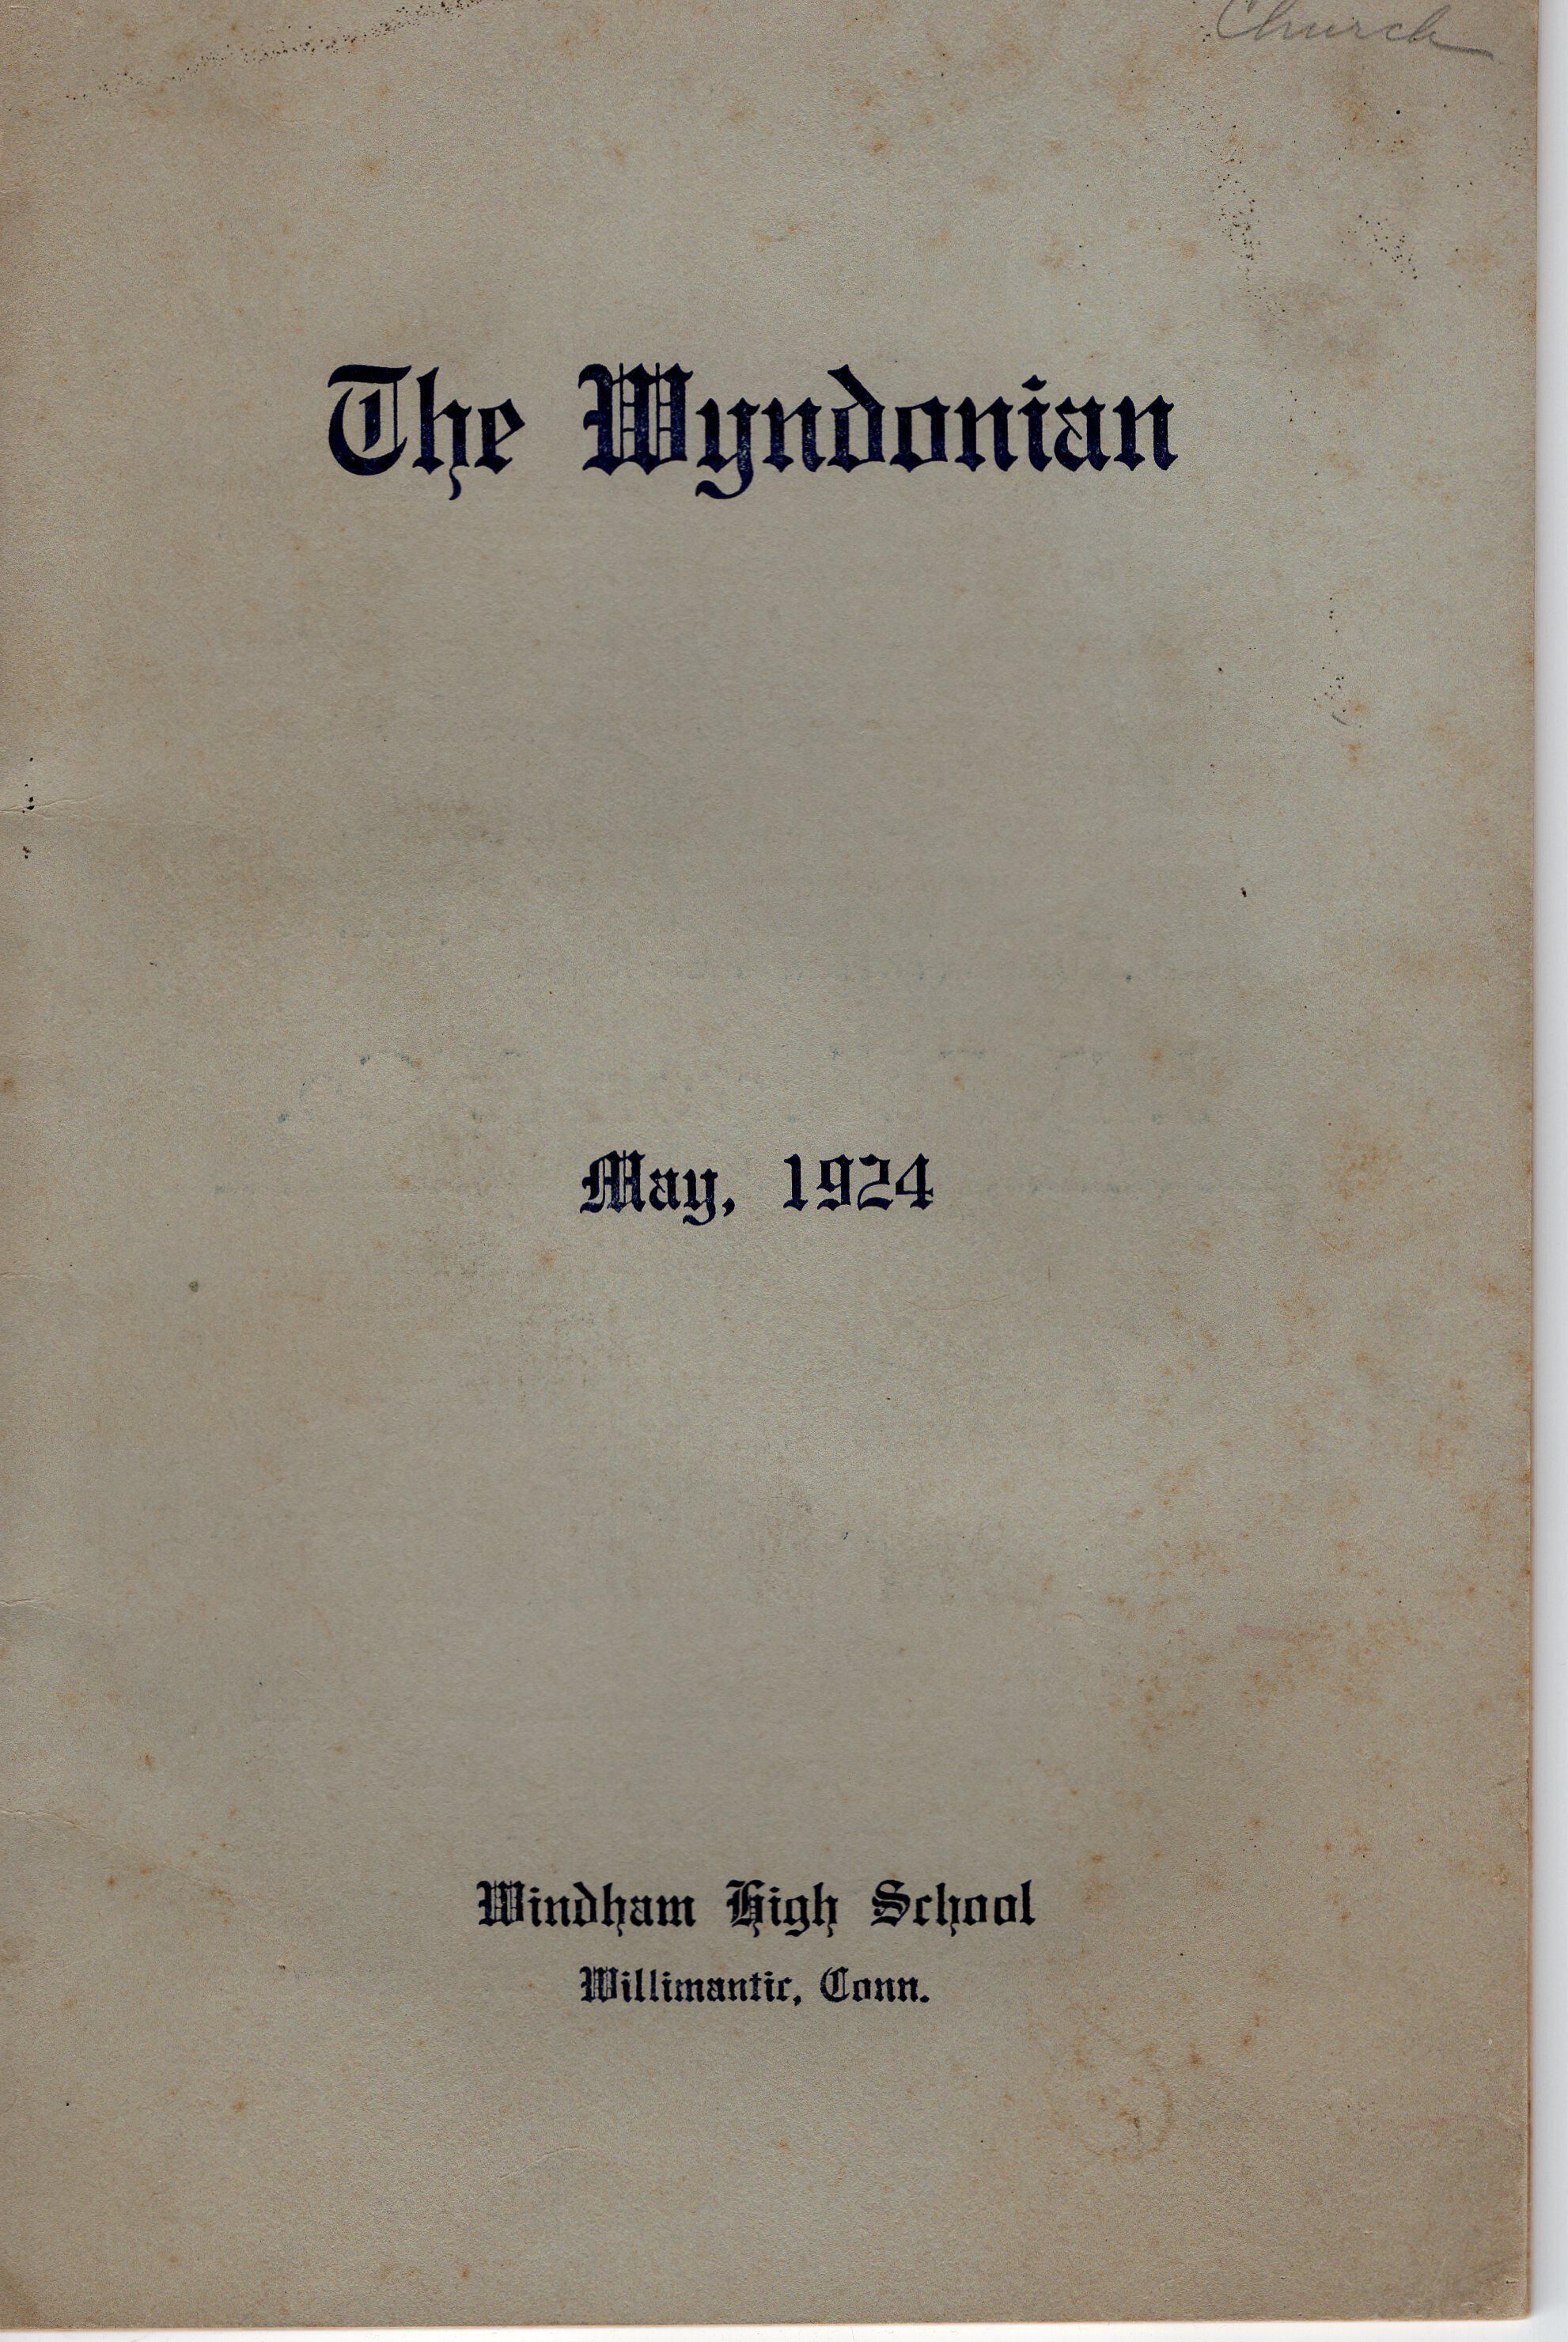 Church
The Wyndonian
May, 1924
Windham High School
Willimantic, Conn.